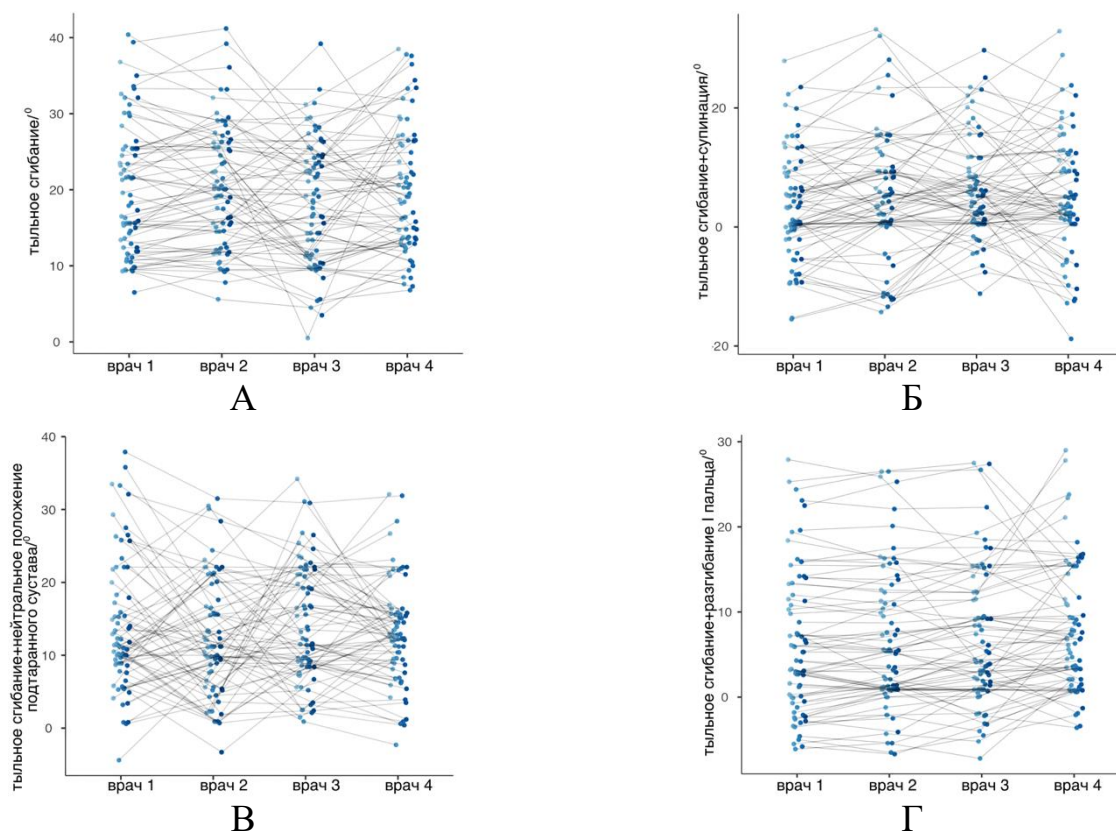 тыльное сгибание/⁰
40
30
20
10
0
врач 1 врач 2 врач 3 врач 4
А
тыльное сгибание+супинация/⁰
20
0
-20
врач 1 врач 2 врач 3 врач 4
Б
тыльное сгибание+нейтральное положение
подтаранного сустава/⁰
40
30
20
10
0
врач 1 врач 2 врач 3 врач 4
В
тыльное сгибание+разгибание I пальца/⁰
30
20
10
0
врач 1 врач 2 врач 3 врач 4
Г